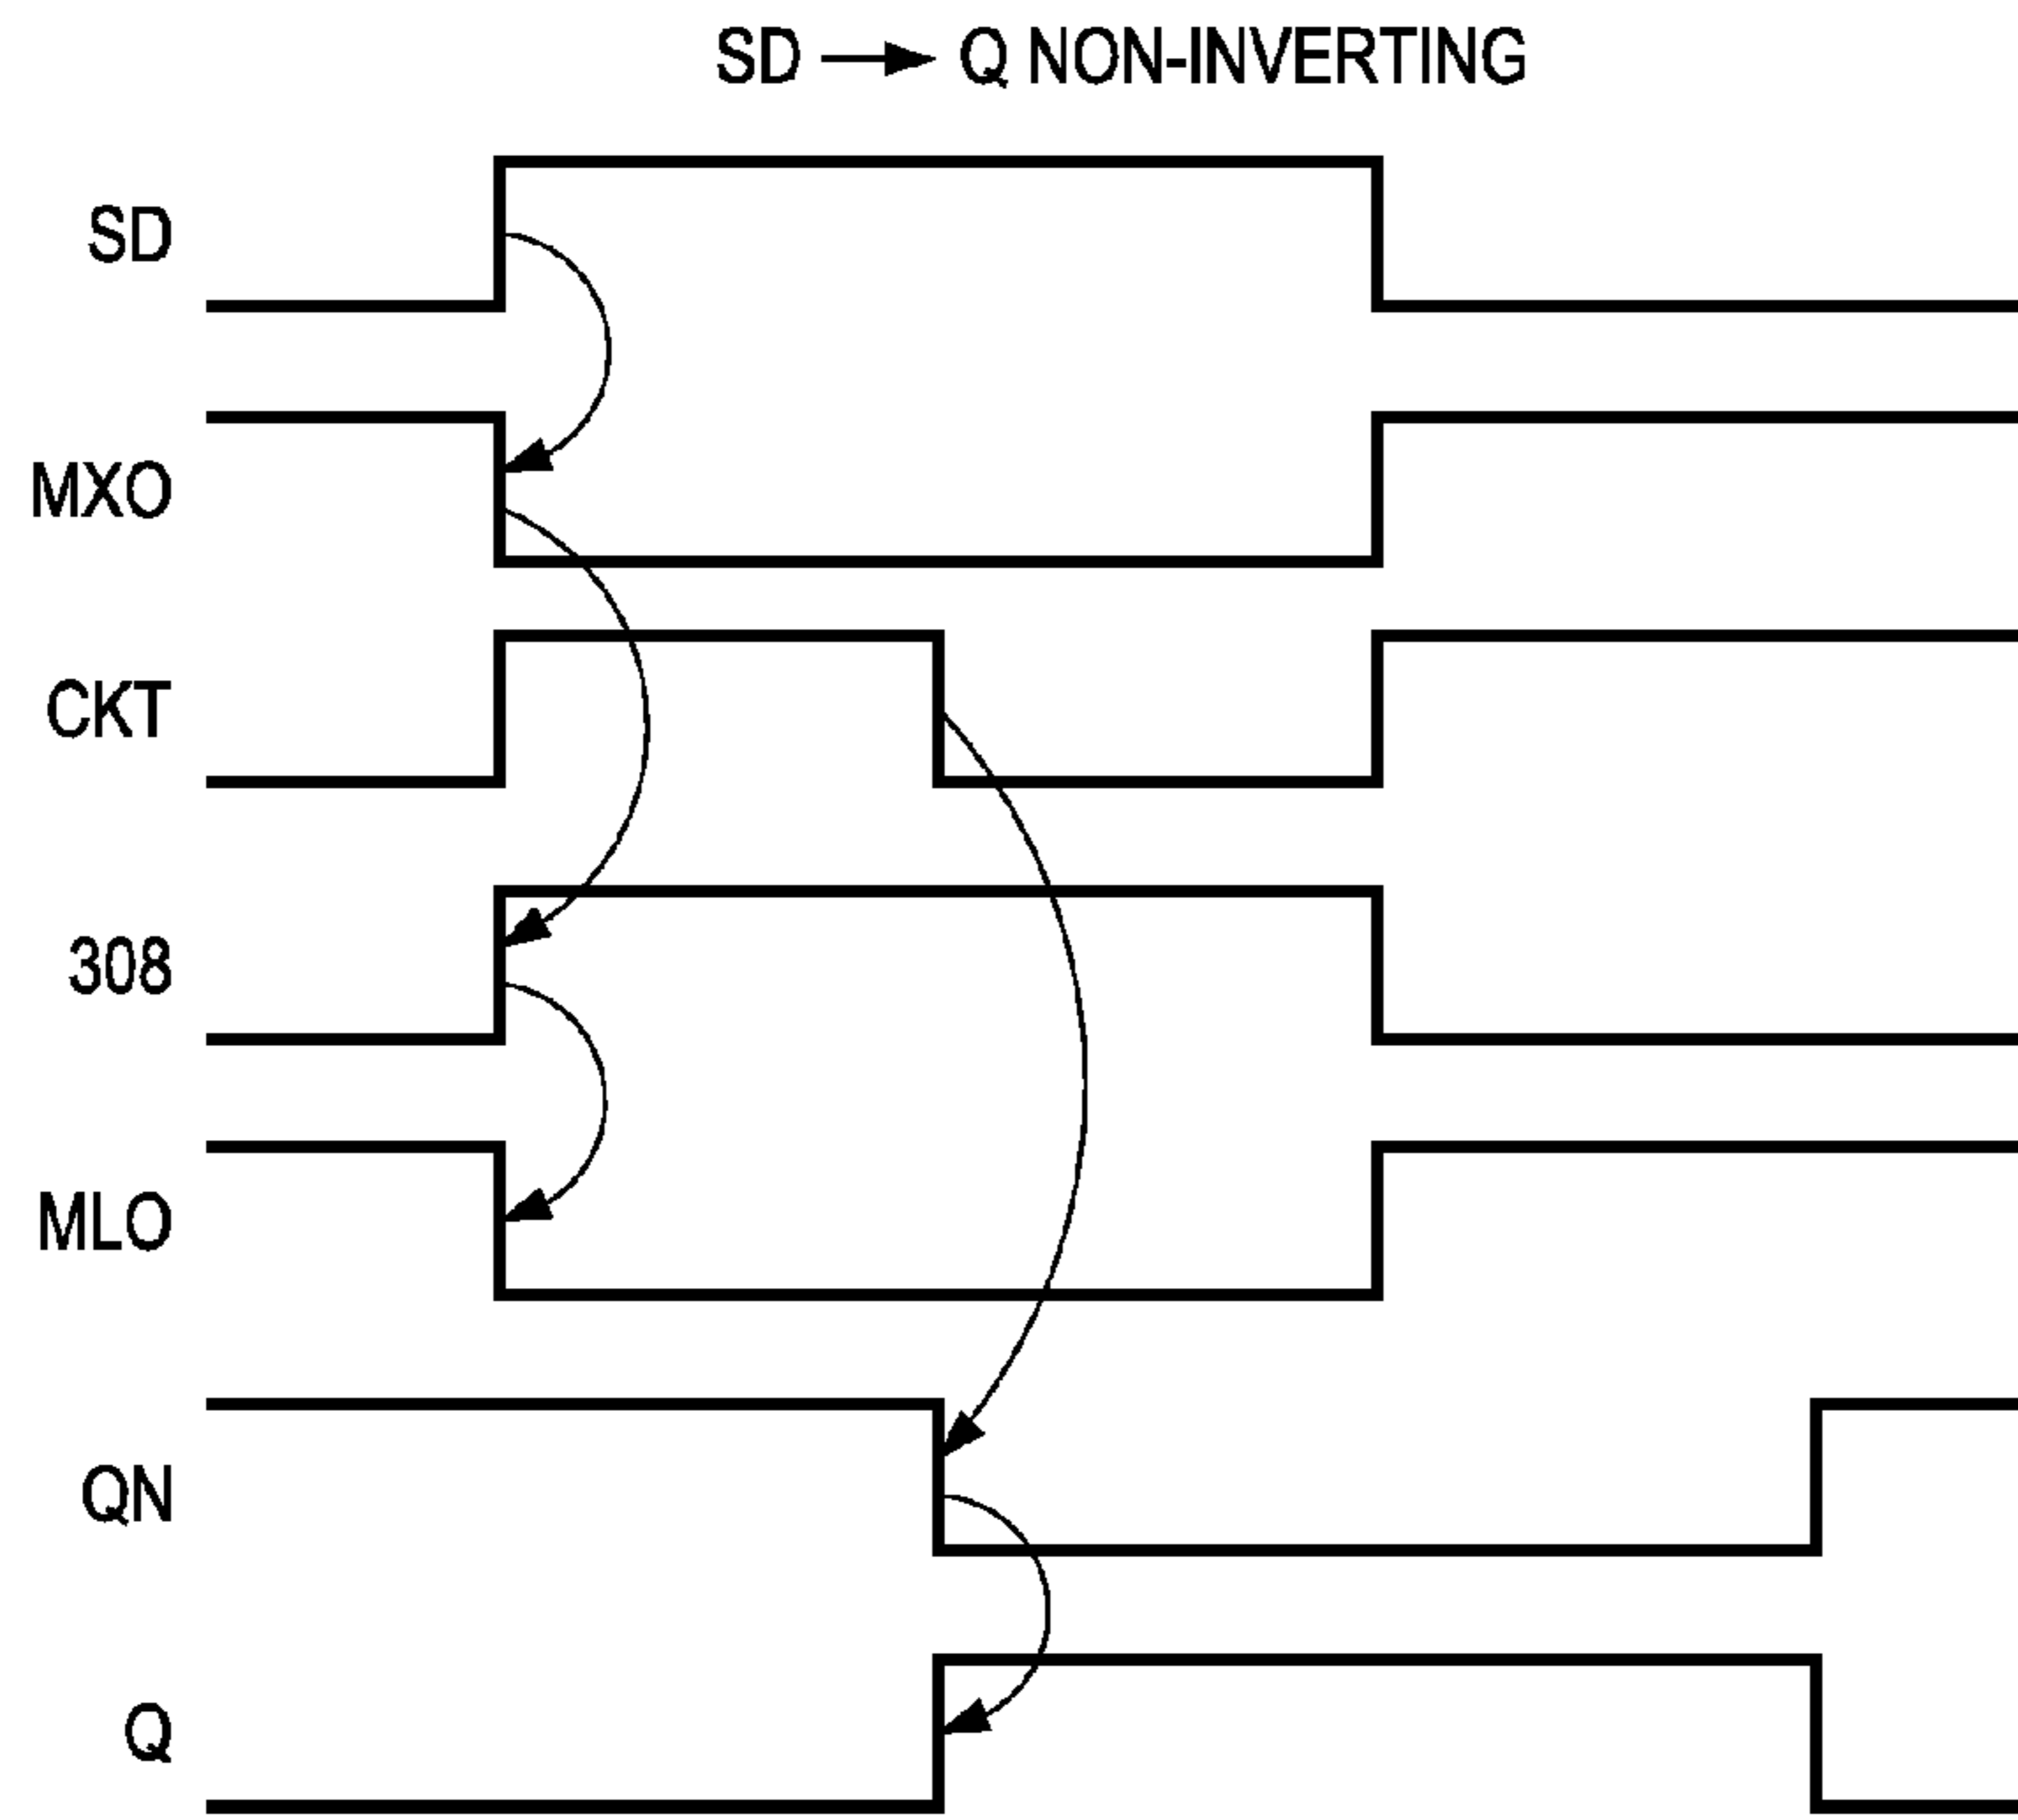 SD → Q NON-INVERTING
SD
MXO
CKT
308
MLO
QN
Q